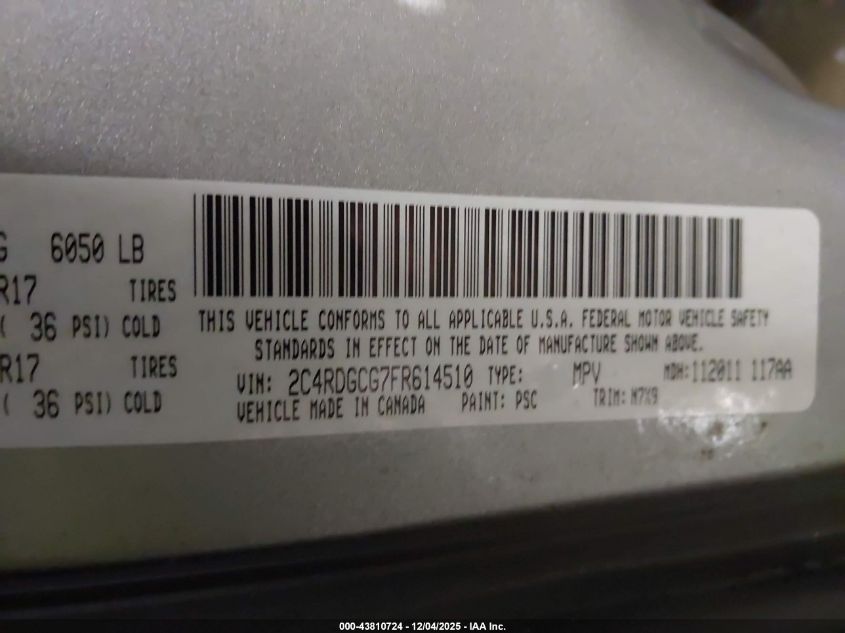 G 6050 LB
R17 TIRES
( 36 PSI) COLD
R17 TIRES
( 36 PSI) COLD
THIS VEHICLE CONFORMS TO ALL APPLICABLE U.S.A. FEDERAL MOTOR VEHICLE SAFETY
STANDARDS IN EFFECT ON THE DATE OF MANUFACTURE SHOWN ABOVE.
VIN: 2C4RDGCG7FR614510 TYPE: MPV MDH:112011 117AA
VEHICLE MADE IN CANADA PAINT: PSC TRIM: M7X9
000-43810724 - 12/04/2025 - IAA Inc.